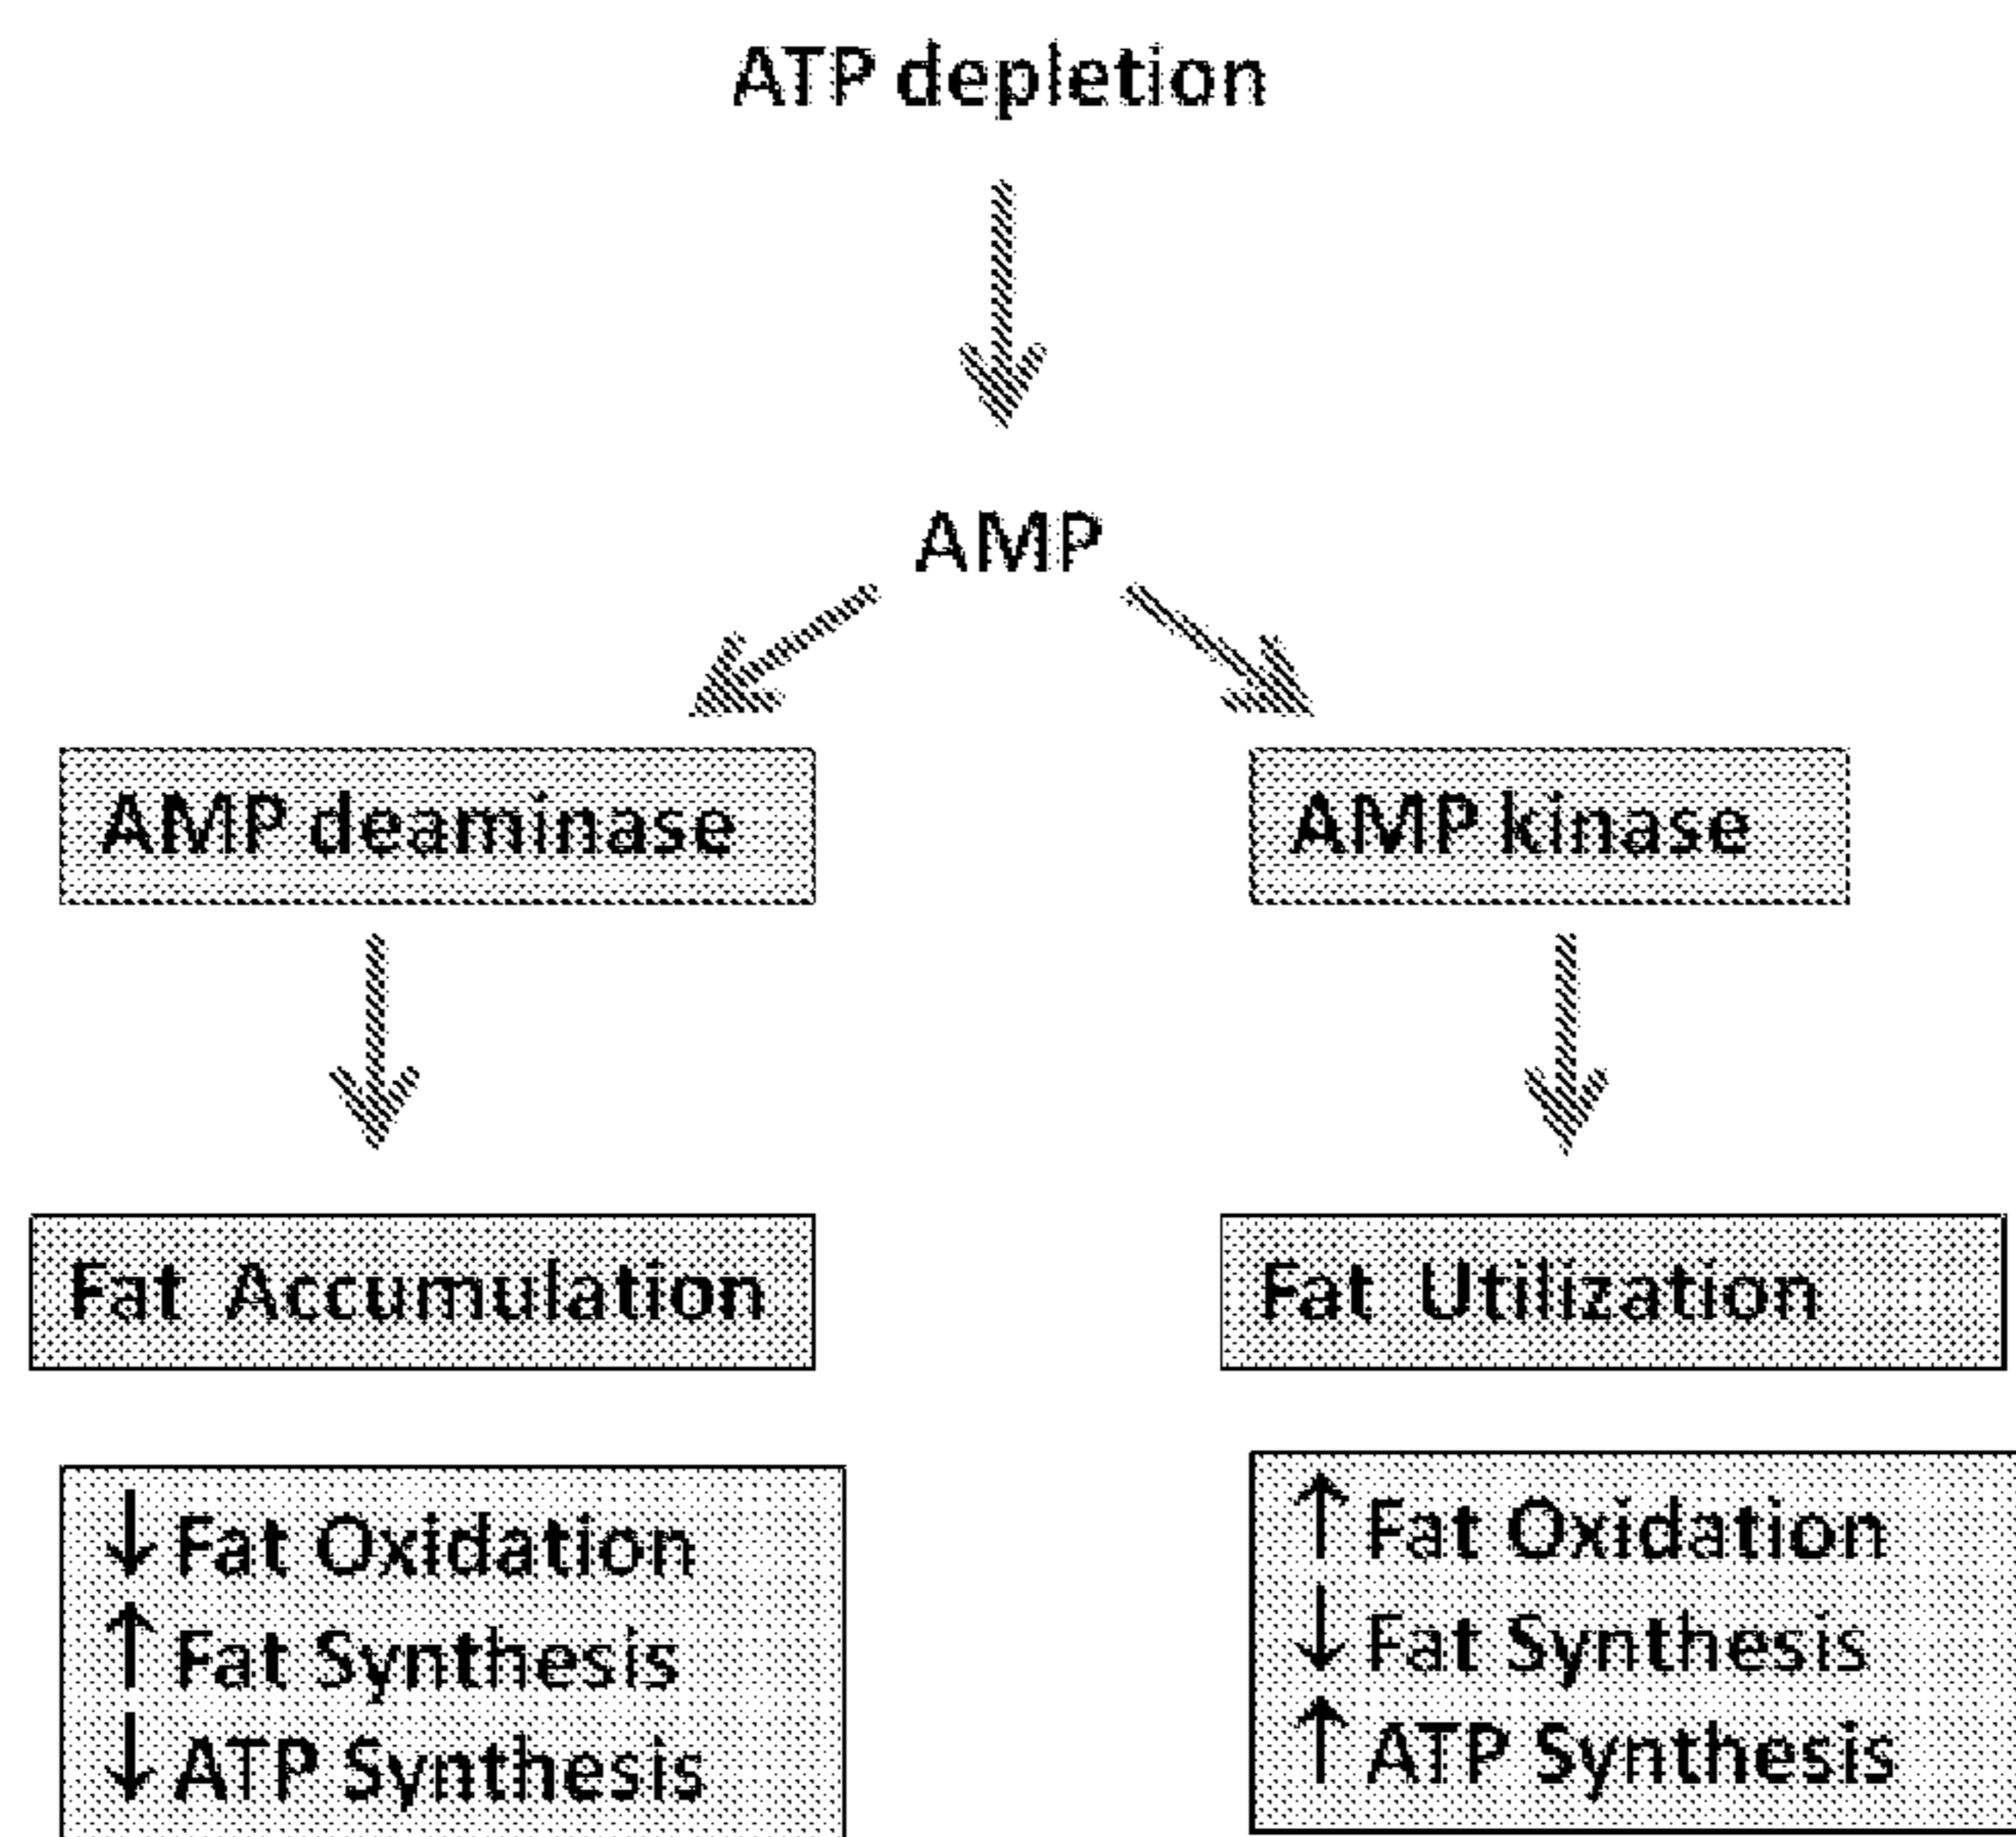 ATP depletion
AMP
AMP deaminase
AMP kinase
Fat Accumulation
Fat Utilization
↓ Fat Oxidation
↑ Fat Synthesis
↓ ATP Synthesis
↑ Fat Oxidation
↓ Fat Synthesis
↑ ATP Synthesis